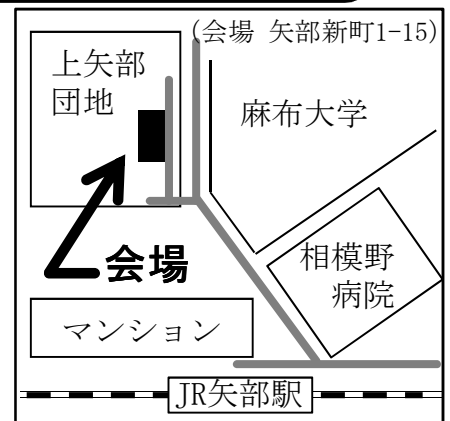 (会場 矢部新町1-15)
上矢部
団地
麻布大学
会場
相模野
病院
マンション
JR矢部駅